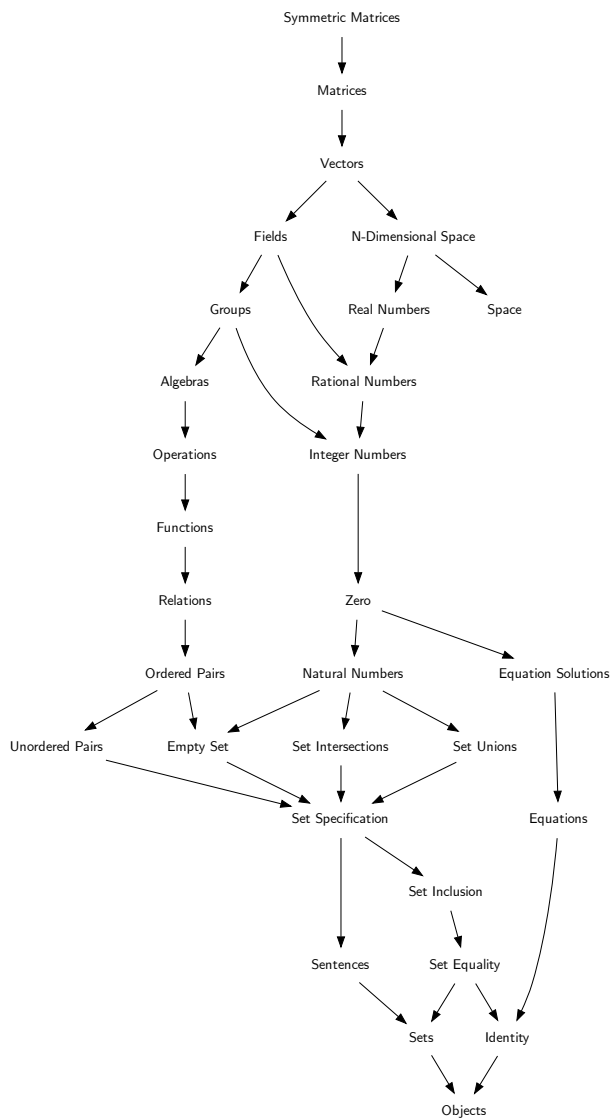 Symmetric Matrices
Matrices
Vectors
Fields
N-Dimensional Space
Groups
Real Numbers
Space
Algebras
Rational Numbers
Operations
Integer Numbers
Functions
Relations
Zero
Ordered Pairs
Natural Numbers
Equation Solutions
Unordered Pairs
Empty Set
Set Intersections
Set Unions
Set Specification
Equations
Set Inclusion
Sentences
Set Equality
Sets
Identity
Objects